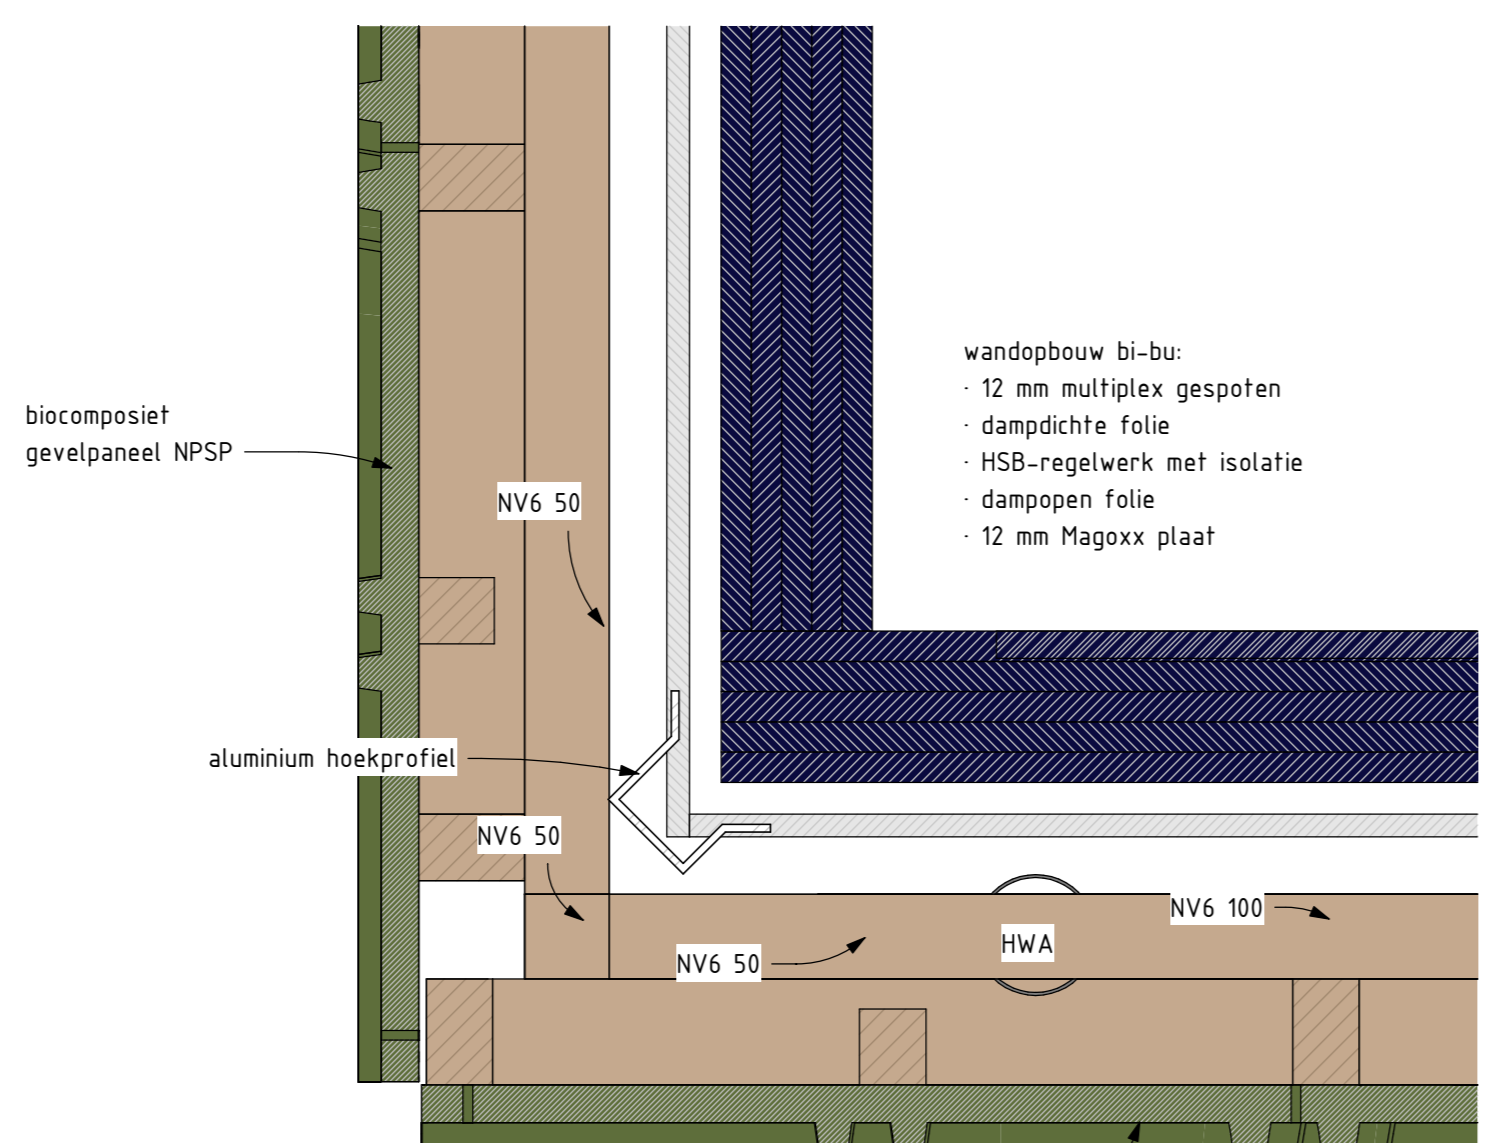 wandopbouw bi-bu:
· 12 mm multiplex gespoten
· dampdichte folie
· HSB-regelwerk met isolatie
· dampopen folie
· 12 mm Magoxx plaat
biocomposiet
gevelpaneel NPSP
NV6 50
aluminium hoekprofiel
NV6 50
NV6 100
HWA
NV6 50